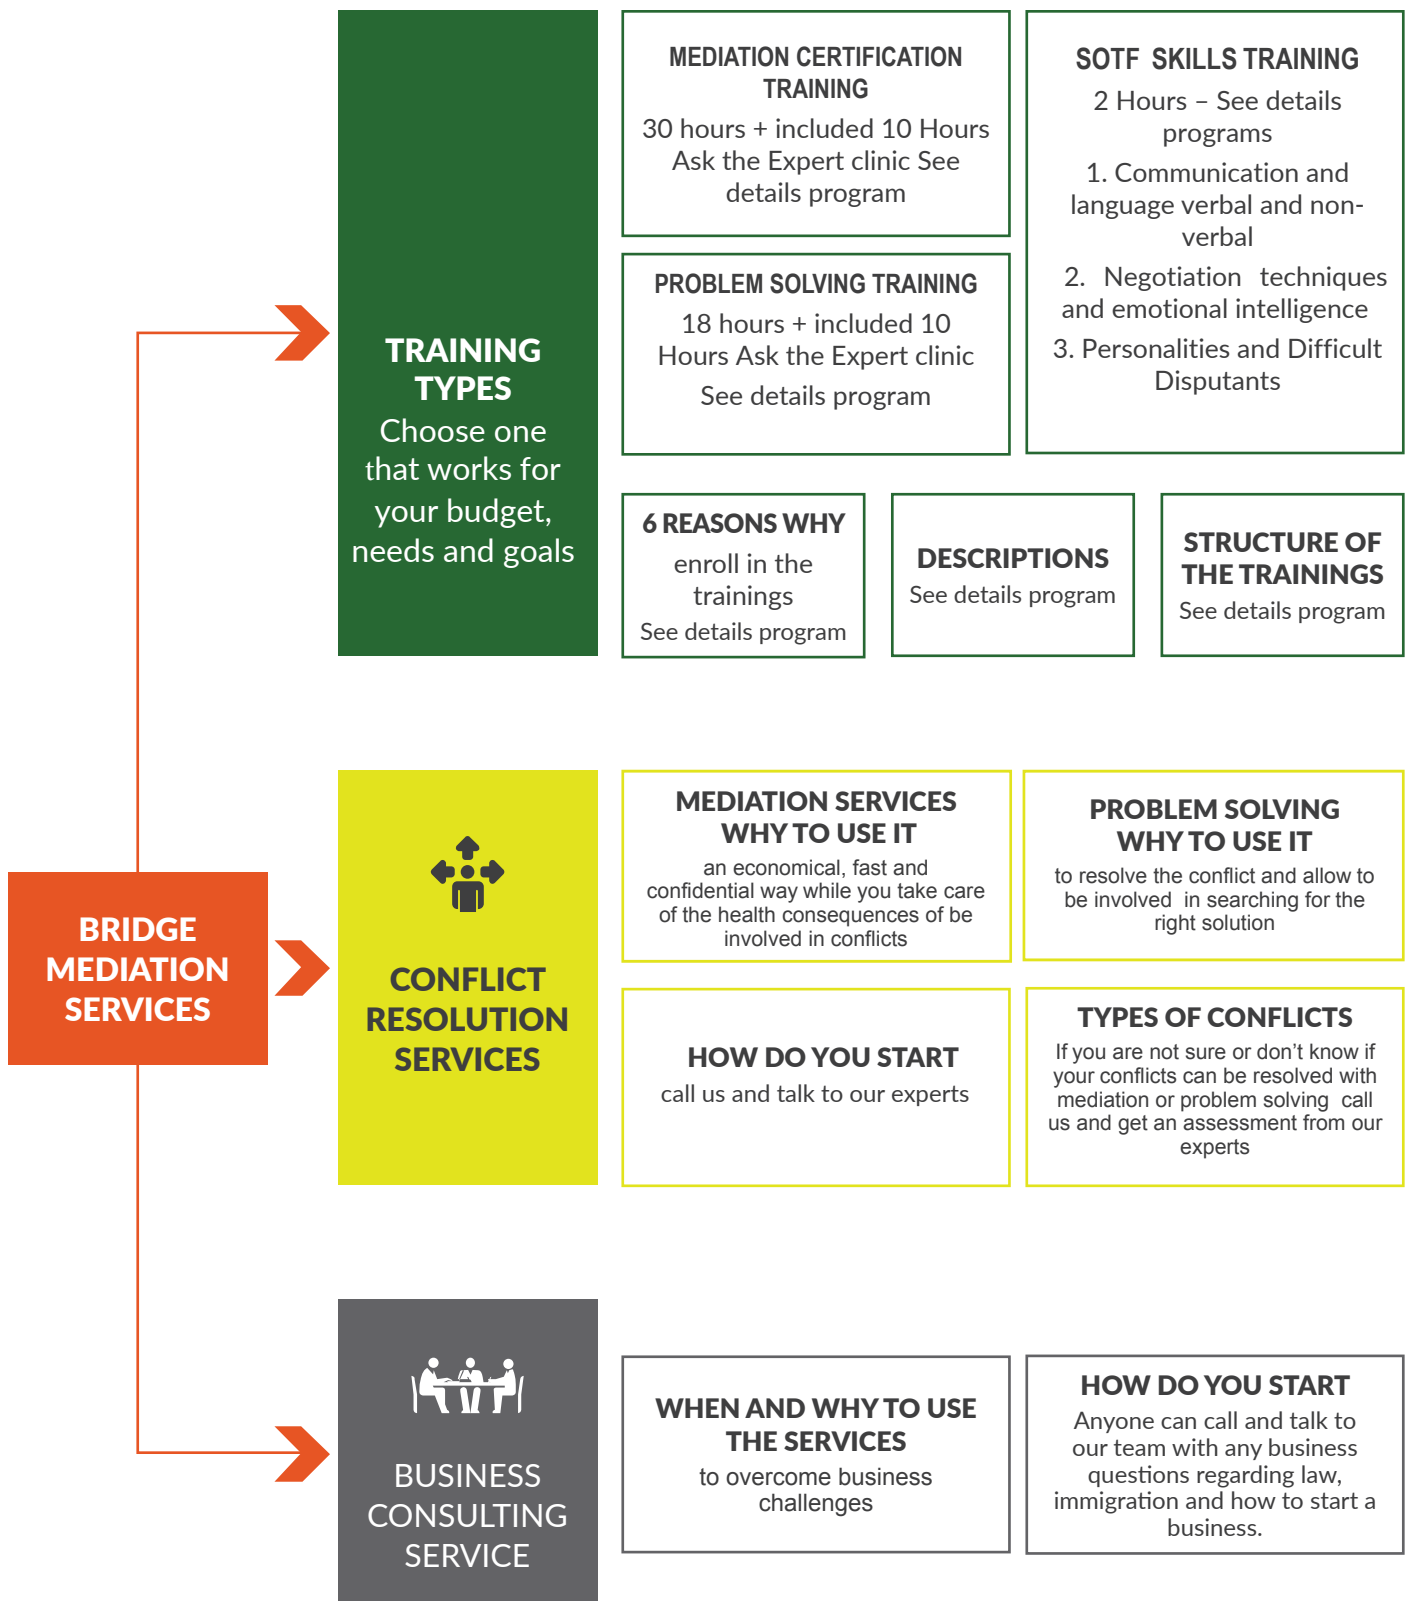 BRIDGE
MEDIATION
SERVICES
TRAINING
TYPES
Choose one
that works for
your budget,
needs and goals
MEDIATION CERTIFICATION
TRAINING
30 hours + included 10 Hours
Ask the Expert clinic See
details program
PROBLEM SOLVING TRAINING
18 hours + included 10
Hours Ask the Expert clinic
See details program
SOTF SKILLS TRAINING
2 Hours – See details
programs
1. Communication and
language verbal and non-
verbal
2. Negotiation techniques
and emotional intelligence
3. Personalities and Difficult
Disputants
6 REASONS WHY
enroll in the
trainings
See details program
DESCRIPTIONS
See details program
STRUCTURE OF
THE TRAININGS
See details program
CONFLICT
RESOLUTION
SERVICES
MEDIATION SERVICES
WHY TO USE IT
an economical, fast and
confidential way while you take care
of the health consequences of be
involved in conflicts
PROBLEM SOLVING
WHY TO USE IT
to resolve the conflict and allow to
be involved in searching for the
right solution
HOW DO YOU START
call us and talk to our experts
TYPES OF CONFLICTS
If you are not sure or don't know if
your conflicts can be resolved with
mediation or problem solving call
us and get an assessment from our
experts
BUSINESS
CONSULTING
SERVICE
WHEN AND WHY TO USE
THE SERVICES
to overcome business
challenges
HOW DO YOU START
Anyone can call and talk to
our team with any business
questions regarding law,
immigration and how to start a
business.